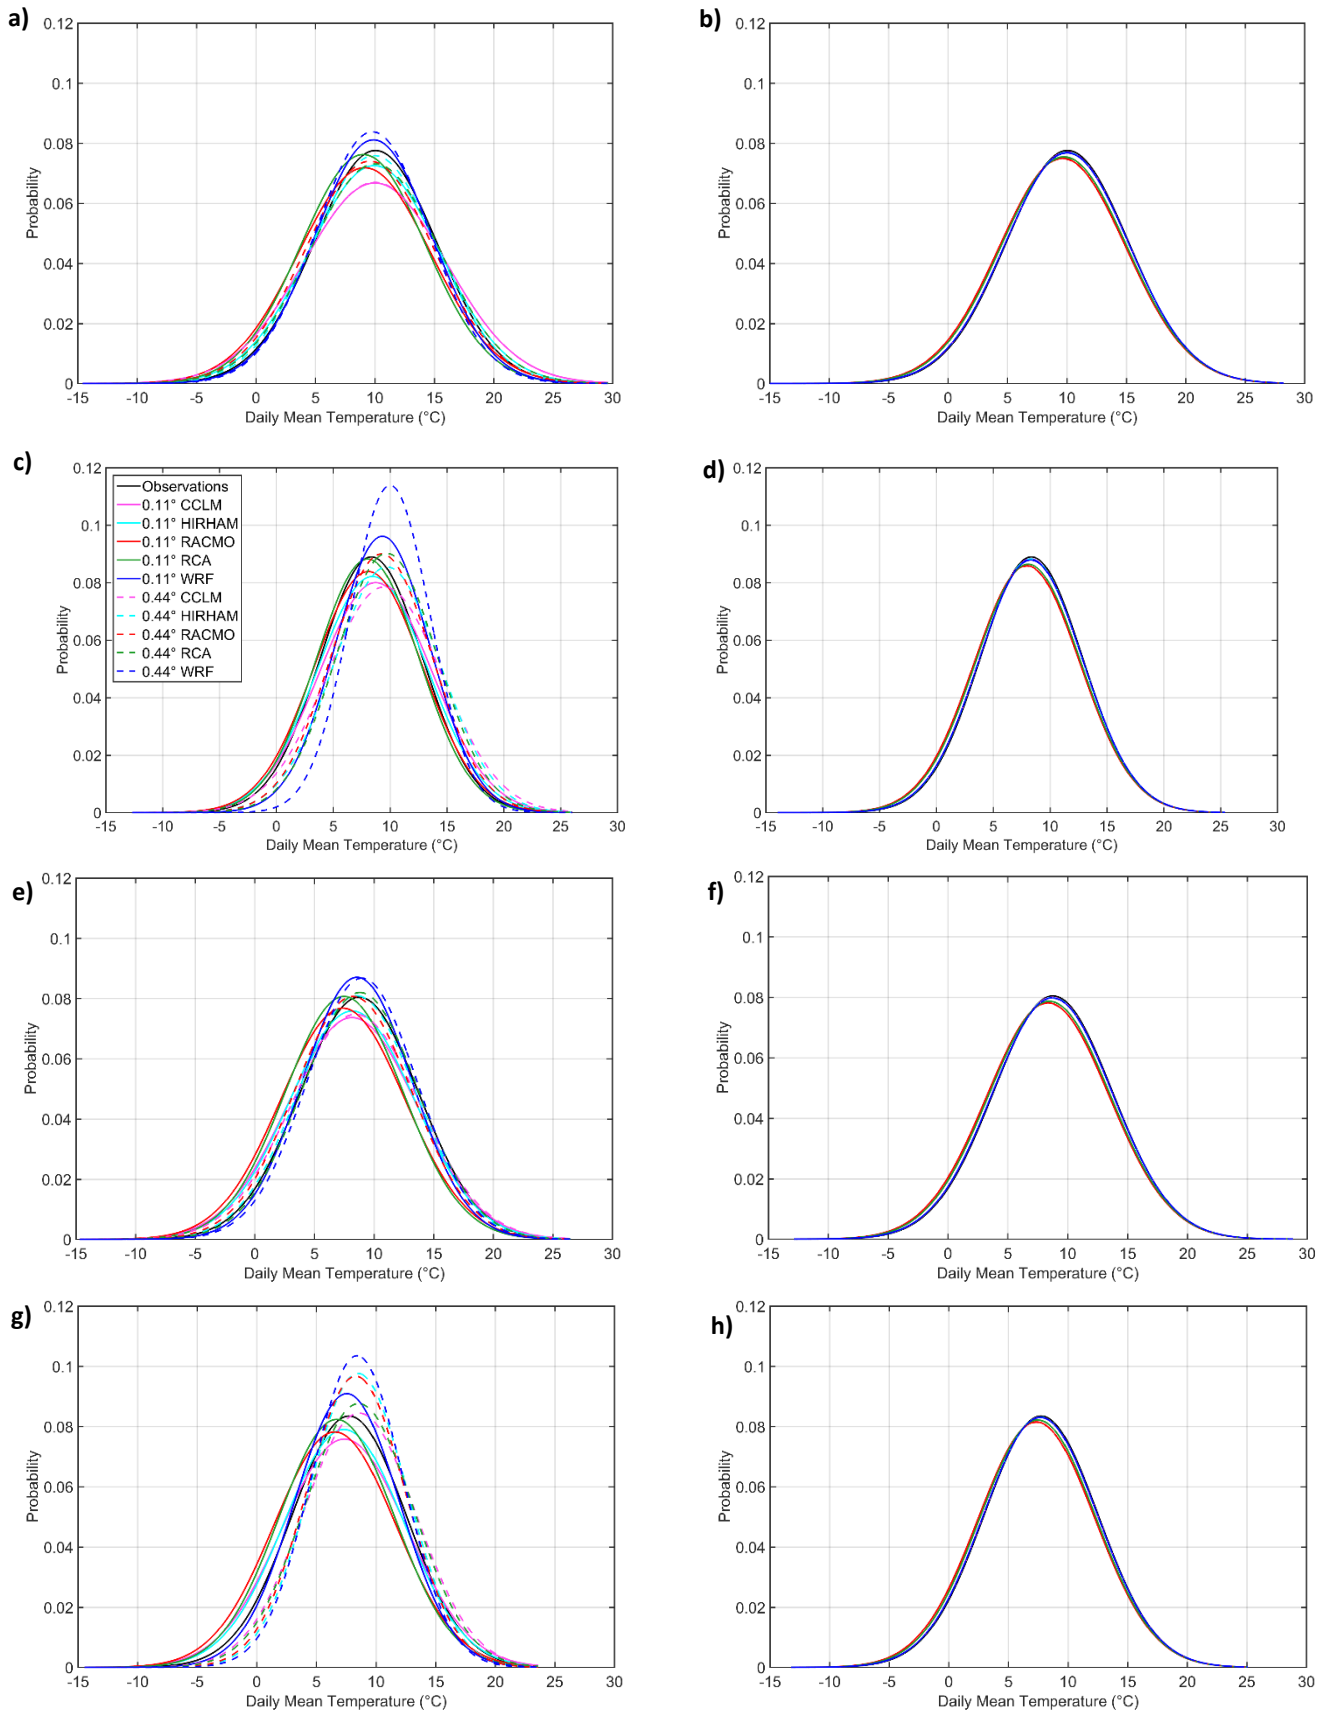 a)
0.12
0.1
0.08
0.06
0.04
0.02
0
Probability
-15 -10 -5 0 5 10 15 20 25 30
Daily Mean Temperature (°C)
b)
0.12
0.1
0.08
0.06
0.04
0.02
0
Probability
-15 -10 -5 0 5 10 15 20 25 30
Daily Mean Temperature (°C)
c)
0.12
0.1
0.08
0.06
0.04
0.02
0
Probability
Observations
0.11° CCLM
0.11° HIRHAM
0.11° RACMO
0.11° RCA
0.11° WRF
0.44° CCLM
0.44° HIRHAM
0.44° RACMO
0.44° RCA
0.44° WRF
-15 -10 -5 0 5 10 15 20 25 30
Daily Mean Temperature (°C)
d)
0.12
0.1
0.08
0.06
0.04
0.02
0
Probability
-15 -10 -5 0 5 10 15 20 25 30
Daily Mean Temperature (°C)
e)
0.12
0.1
0.08
0.06
0.04
0.02
0
Probability
-15 -10 -5 0 5 10 15 20 25 30
Daily Mean Temperature (°C)
f)
0.12
0.1
0.08
0.06
0.04
0.02
0
Probability
-15 -10 -5 0 5 10 15 20 25 30
Daily Mean Temperature (°C)
g)
0.12
0.1
0.08
0.06
0.04
0.02
0
Probability
-15 -10 -5 0 5 10 15 20 25 30
Daily Mean Temperature (°C)
h)
0.12
0.1
0.08
0.06
0.04
0.02
0
Probability
-15 -10 -5 0 5 10 15 20 25 30
Daily Mean Temperature (°C)